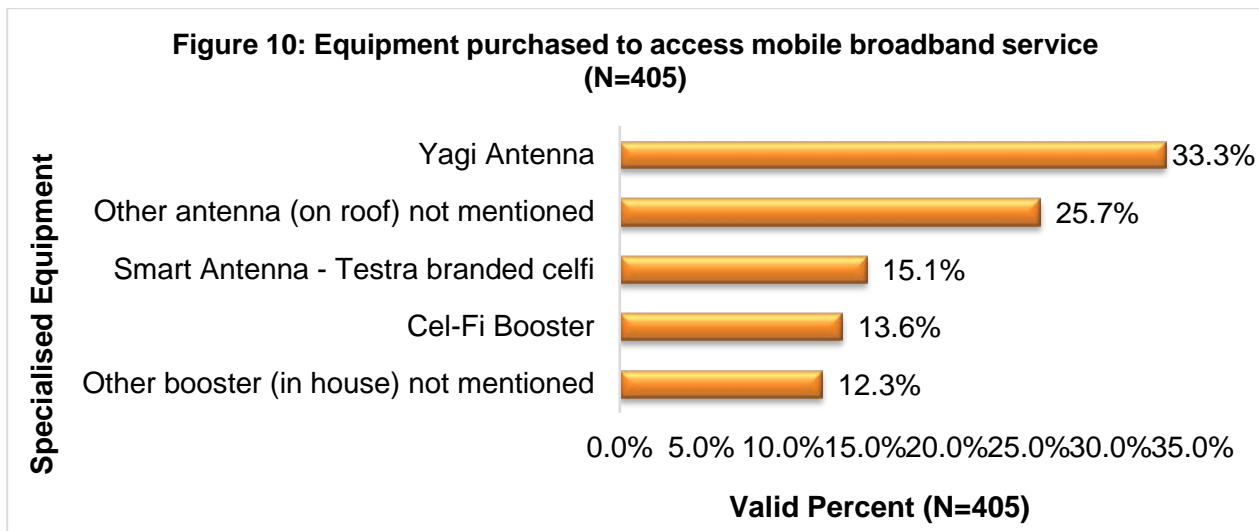 Figure 10: Equipment purchased to access mobile broadband service
(N=405)
Specialised Equipment
Yagi Antenna
33.3%
Other antenna (on roof) not mentioned
25.7%
Smart Antenna - Testra branded celfi
15.1%
Cel-Fi Booster
13.6%
Other booster (in house) not mentioned
12.3%
0.0% 5.0% 10.0% 15.0% 20.0% 25.0% 30.0% 35.0%
Valid Percent (N=405)